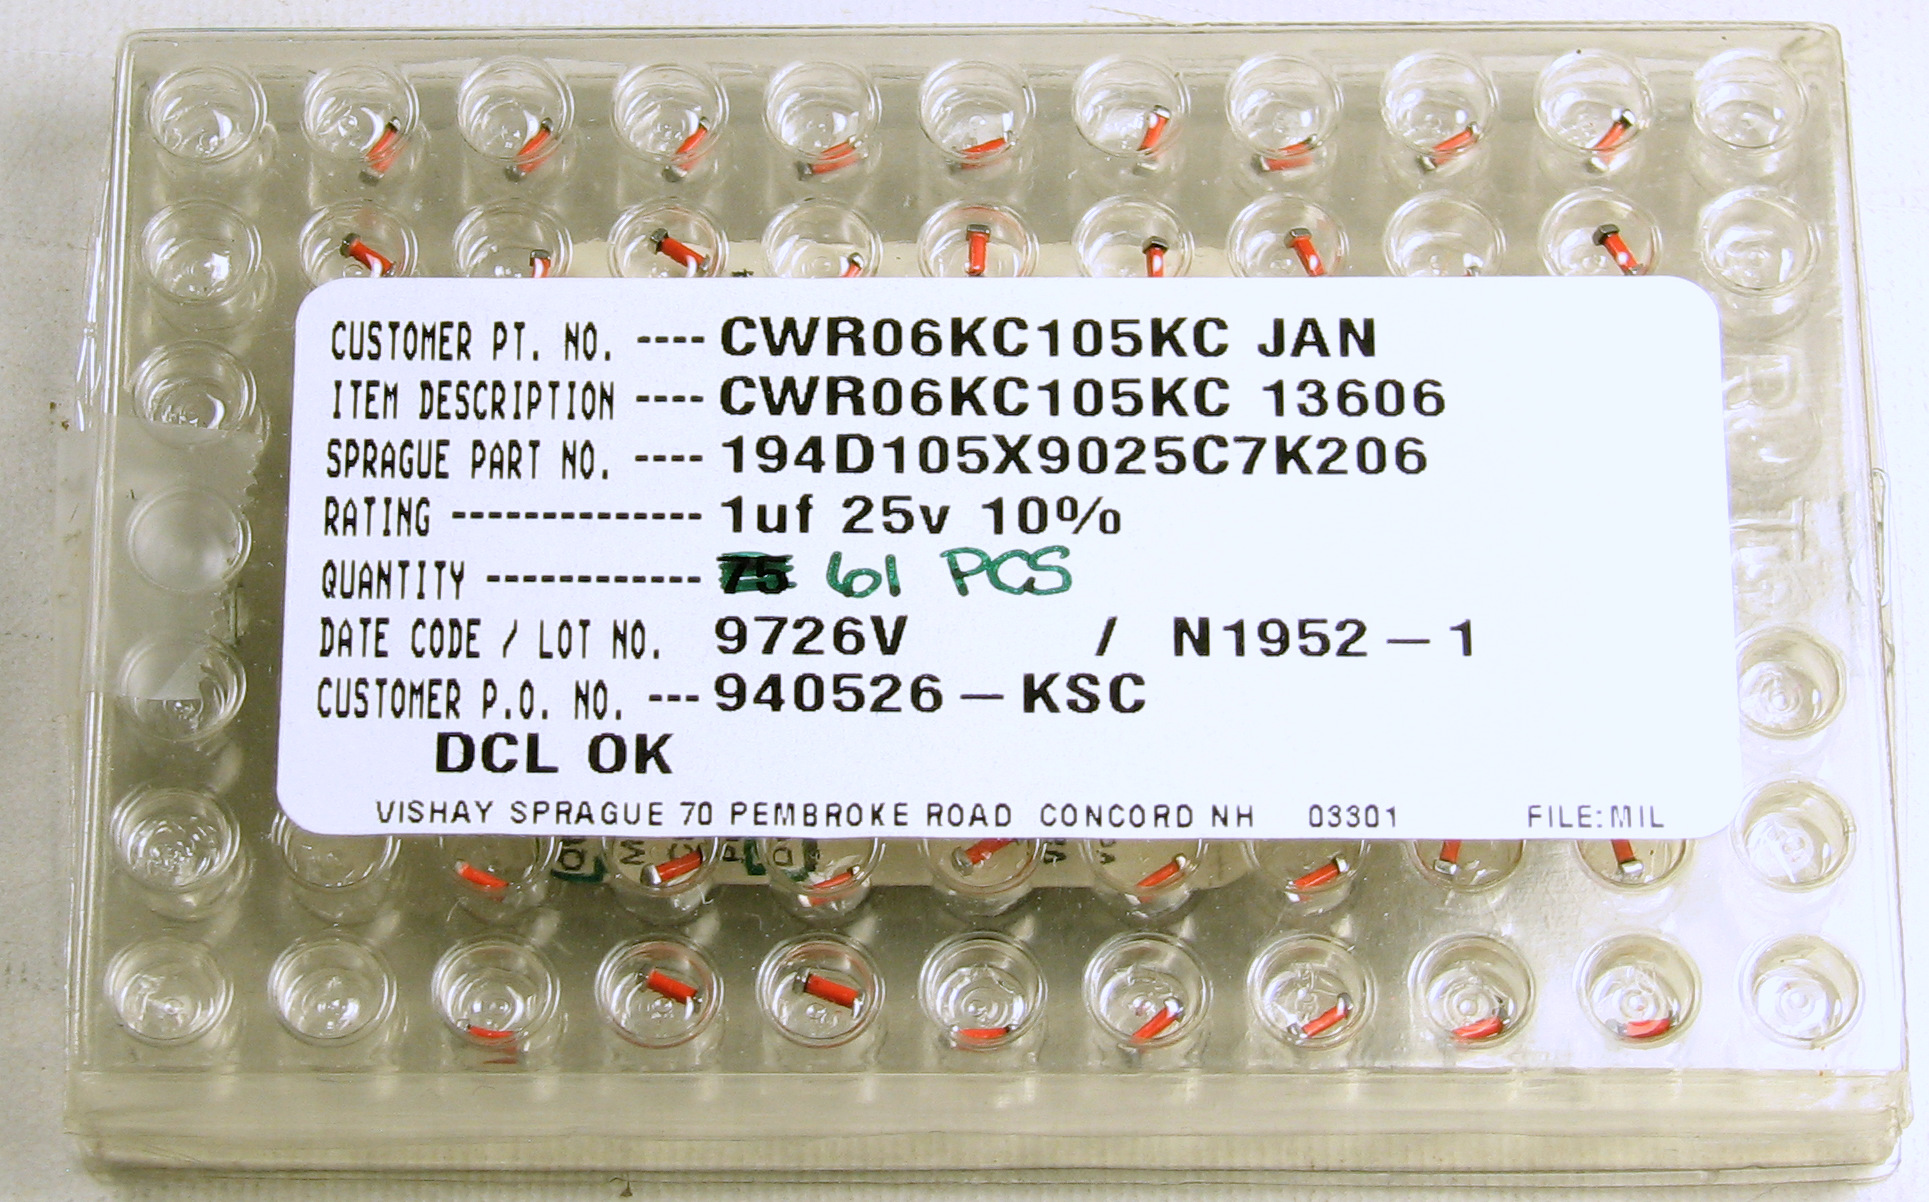 CUSTOMER PT. NO. ---- CWR06KC105KC JAN
ITEM DESCRIPTION ---- CWR06KC105KC 13606
SPRAGUE PART NO. ---- 194D105X9025C7K206
RATING -------------- 1uf 25v 10%
QUANTITY ------------ 75 61 PCS
DATE CODE / LOT NO. 9726V / N1952-1
CUSTOMER P.O. NO. --- 940526-KSC
DCL OK
VISHAY SPRAGUE 70 PEMBROKE ROAD CONCORD NH 03301 FILE:MIL